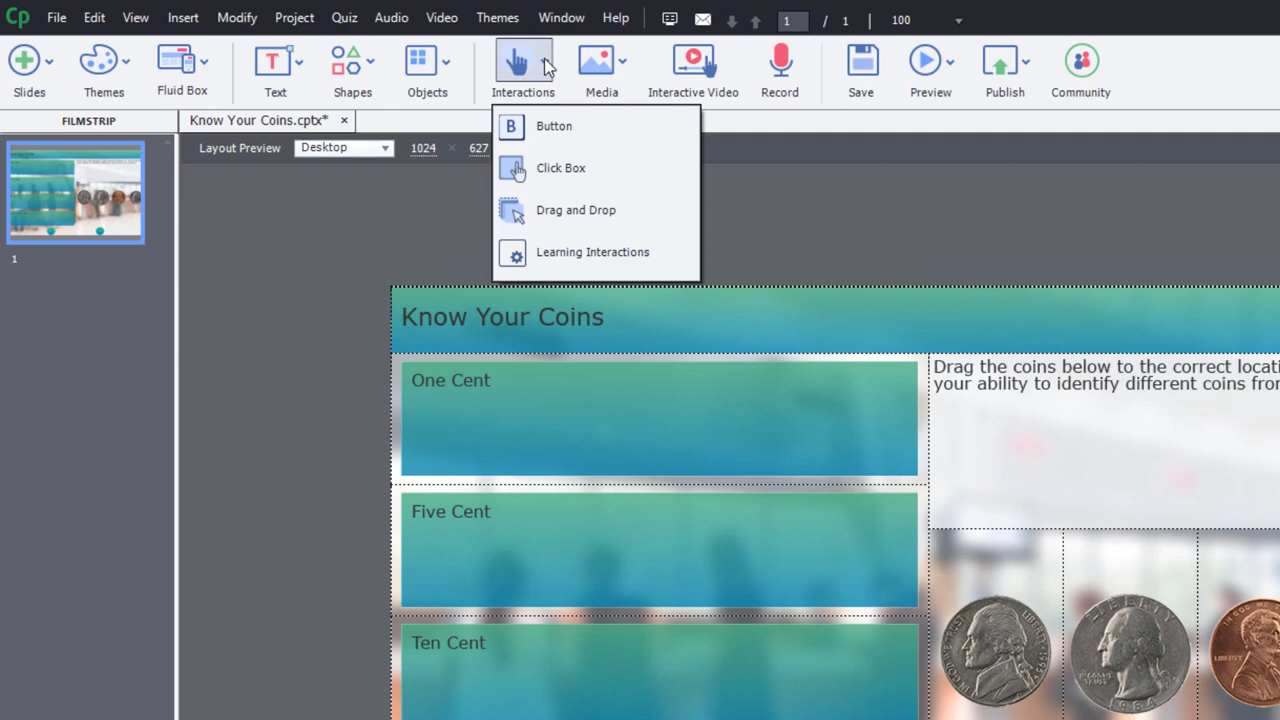 Cp File Edit View Insert Modify Project Quiz Audio Video Themes Window Help 1 / 1 100
Slides Themes Fluid Box Text Shapes Objects Interactions Media Interactive Video Record Save Preview Publish Community
FILMSTRIP Know Your Coins.cptx* ×
Layout Preview Desktop 1024 × 627
B Button
Click Box
Drag and Drop
Learning Interactions
1
Know Your Coins
One Cent
Drag the coins below to the correct locati
your ability to identify different coins from
Five Cent
Ten Cent
LIBERTY
1984